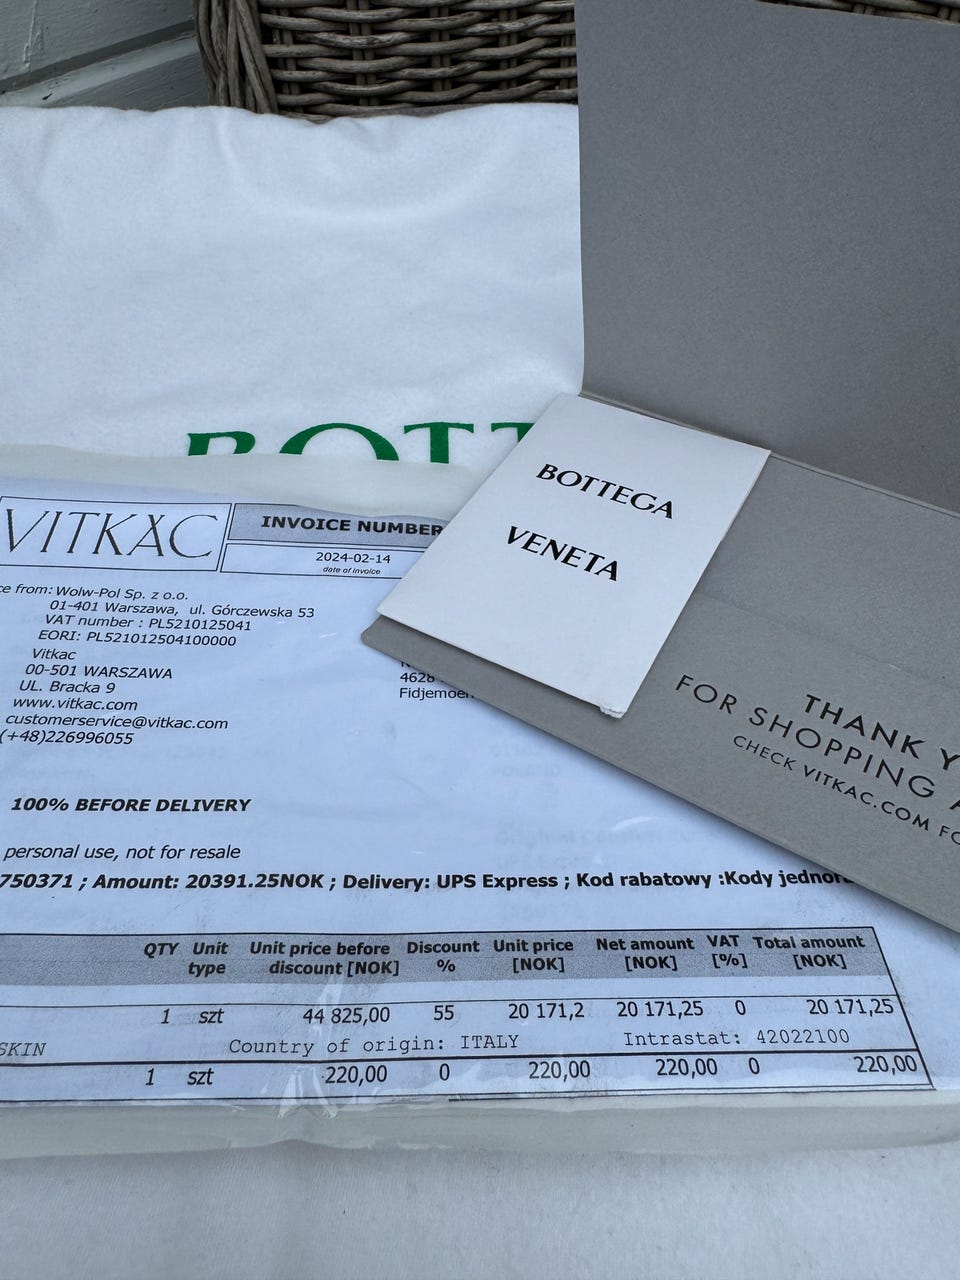 BOTT
BOTTEGA
VENETA
VITKAC
INVOICE NUMBER
2024-02-14
date of invoice
ce from: Wolw-Pol Sp. z o.o.
01-401 Warszawa, ul. Górczewska 53
VAT number : PL5210125041
EORI: PL521012504100000
Vitkac
00-501 WARSZAWA
UL. Bracka 9
www.vitkac.com
customerservice@vitkac.com
(+48)226996055
N
4628
Fidjemoen
THANK Y
FOR SHOPPING A
CHECK VITKAC.COM FO
100% BEFORE DELIVERY
personal use, not for resale
750371 ; Amount: 20391.25NOK ; Delivery: UPS Express ; Kod rabatowy :Kody jednor
QTY Unit type Unit price before discount [NOK] Discount % Unit price [NOK] Net amount [NOK] VAT [%] Total amount [NOK]
1 szt 44 825,00 55 20 171,2 20 171,25 0 20 171,25
SKIN Country of origin: ITALY Intrastat: 42022100
1 szt 220,00 0 220,00 220,00 0 220,00